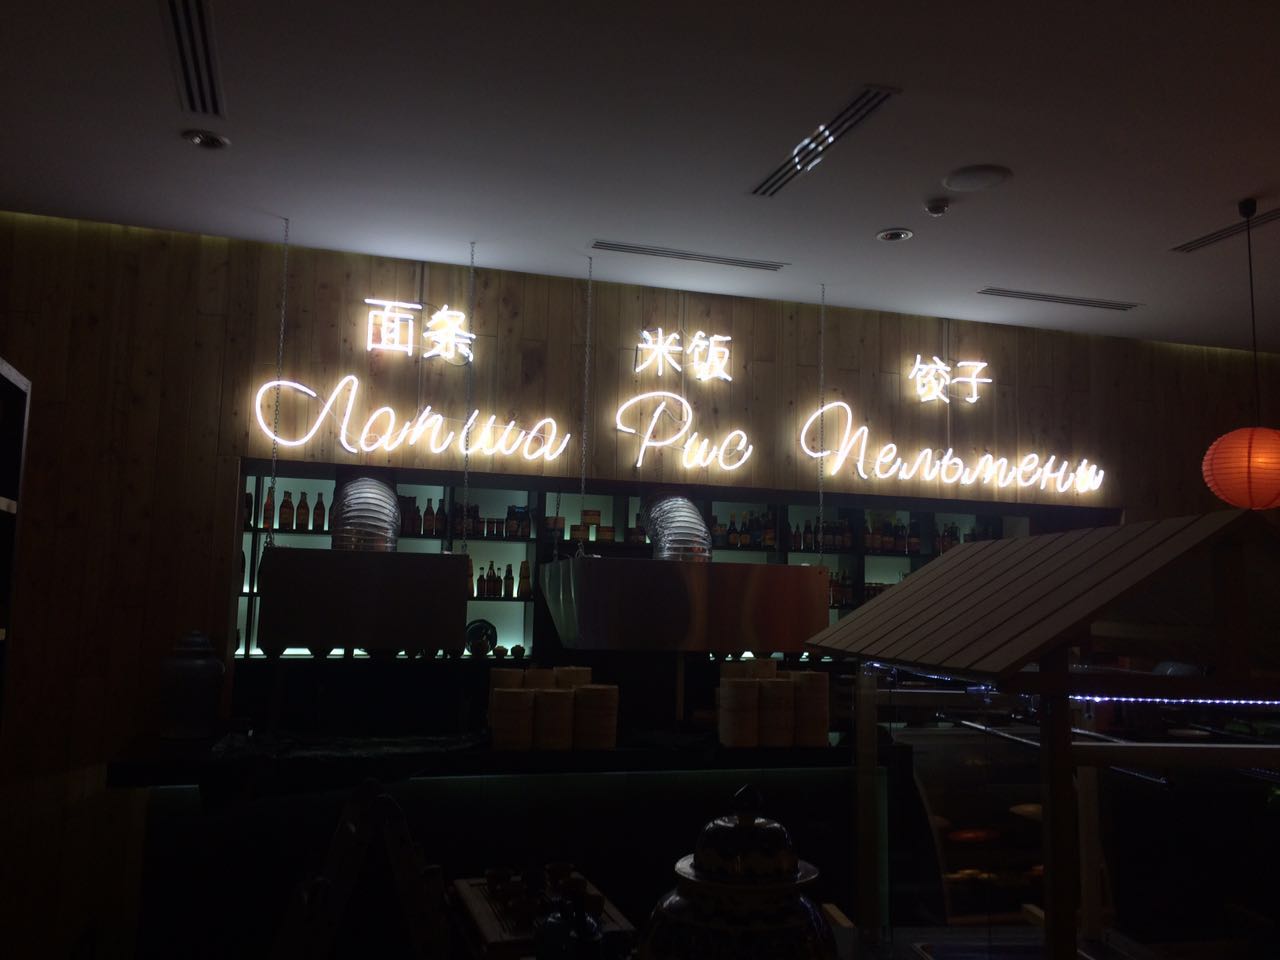 面条
米饭
饺子
Лапша
Рис
Пельмени